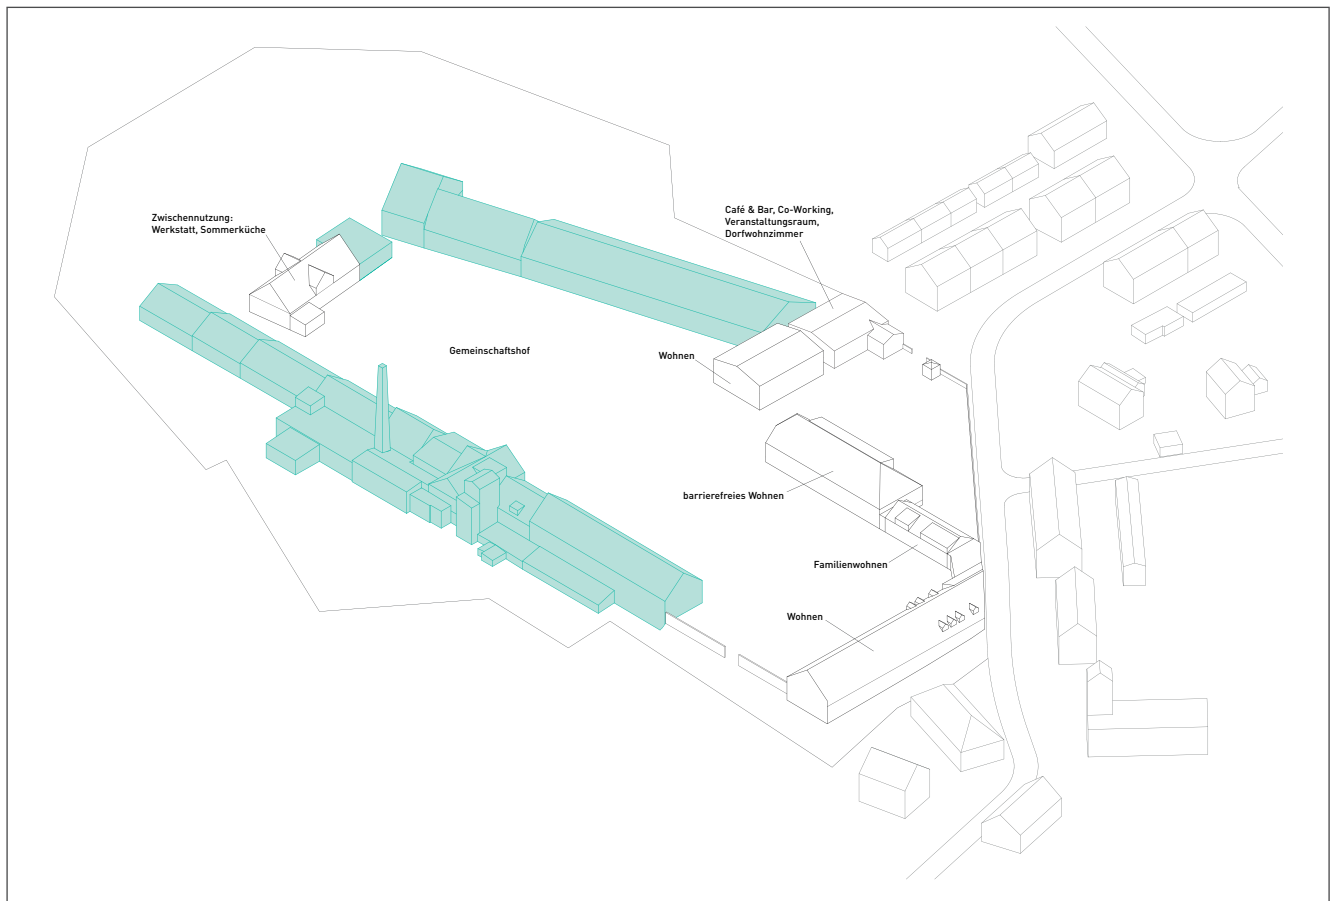 Zwischennutzung:
Werkstatt, Sommerküche
Café & Bar, Co-Working,
Veranstaltungsraum,
Dorfwohnzimmer
Gemeinschaftshof
Wohnen
barrierefreies Wohnen
Familienwohnen
Wohnen